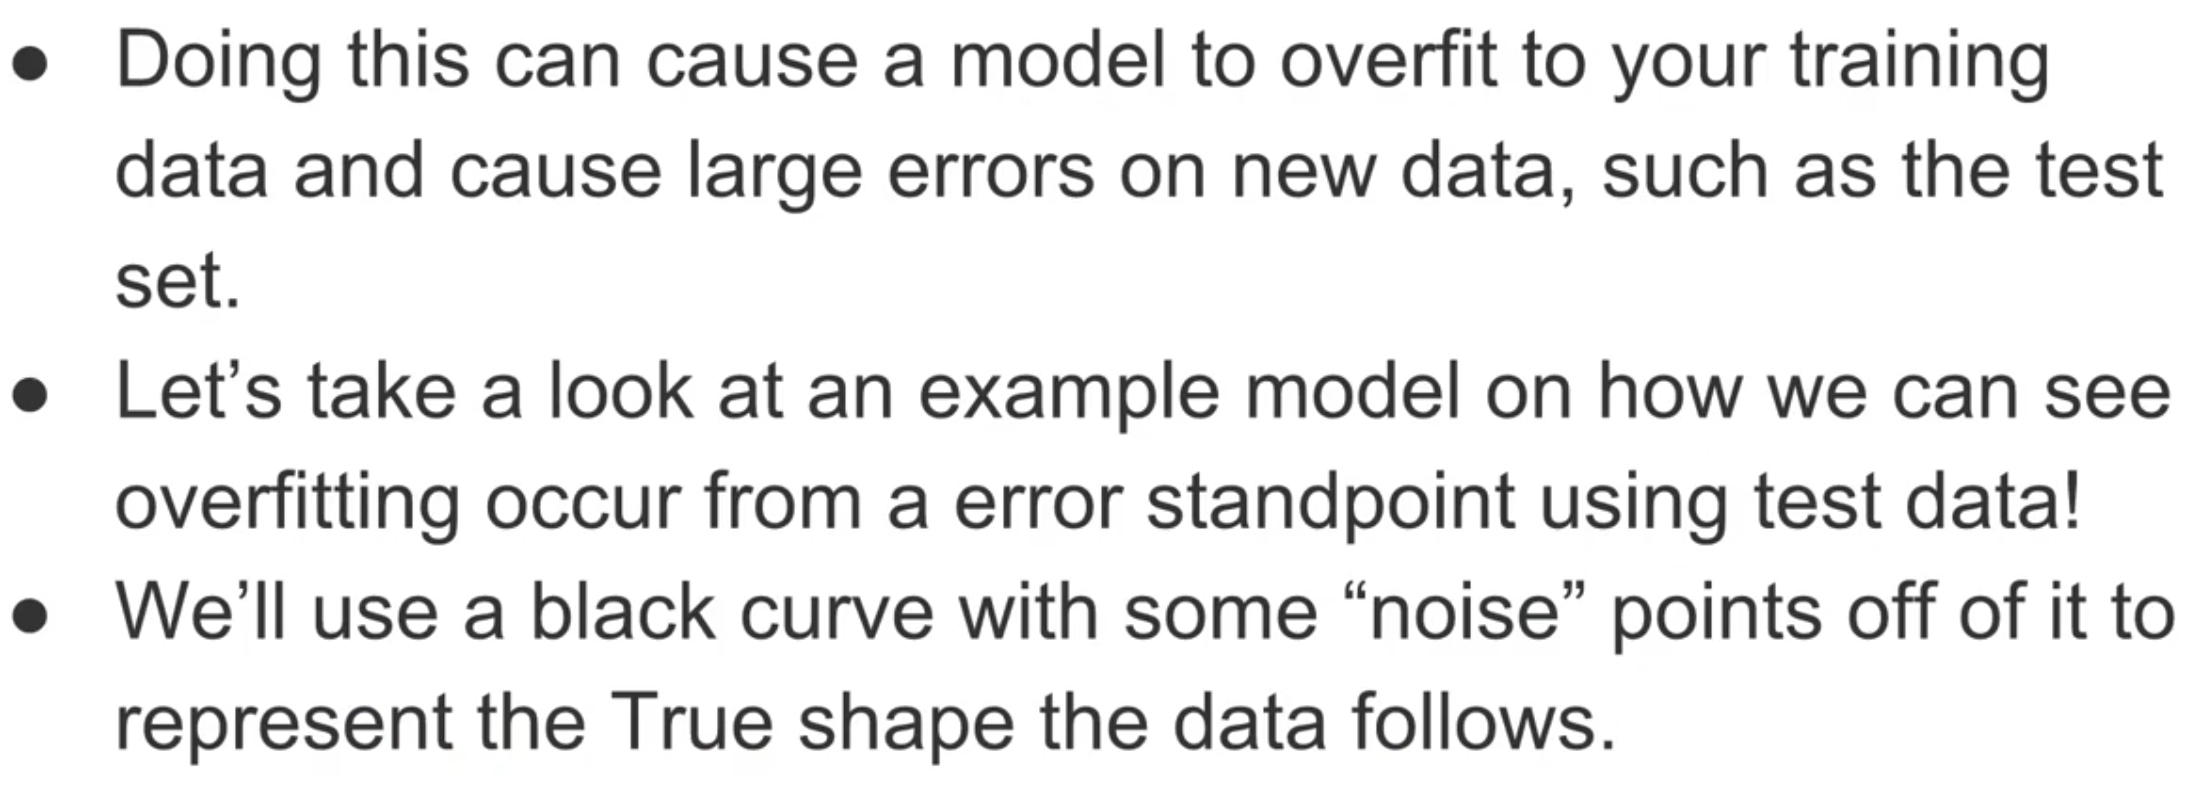 ● Doing this can cause a model to overfit to your training
data and cause large errors on new data, such as the test
set.
● Let’s take a look at an example model on how we can see
overfitting occur from a error standpoint using test data!
● We’ll use a black curve with some “noise” points off of it to
represent the True shape the data follows.